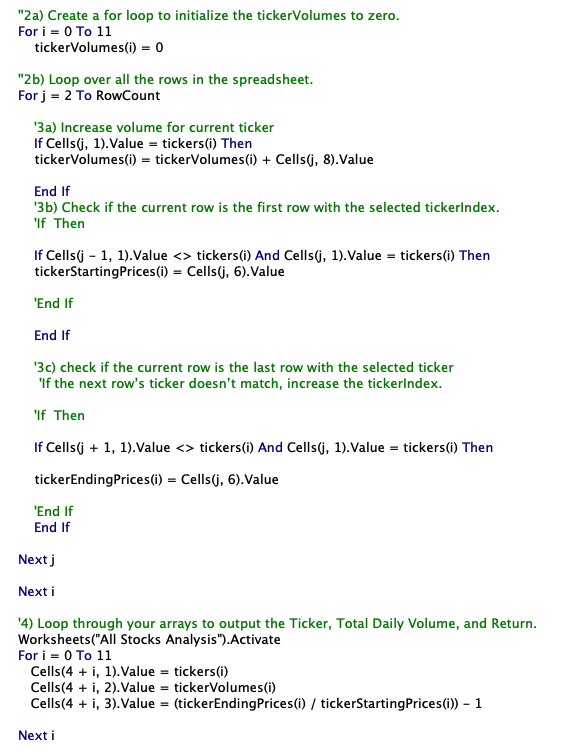 "2a) Create a for loop to initialize the tickerVolumes to zero.
For i = 0 To 11
tickerVolumes(i) = 0
"2b) Loop over all the rows in the spreadsheet.
For j = 2 To RowCount
'3a) Increase volume for current ticker
If Cells(j, 1).Value = tickers(i) Then
tickerVolumes(i) = tickerVolumes(i) + Cells(j, 8).Value
End If
'3b) Check if the current row is the first row with the selected tickerIndex.
'If  Then
If Cells(j - 1, 1).Value <> tickers(i) And Cells(j, 1).Value = tickers(i) Then
tickerStartingPrices(i) = Cells(j, 6).Value
'End If
End If
'3c) check if the current row is the last row with the selected ticker
'If the next row’s ticker doesn’t match, increase the tickerIndex.
'If  Then
If Cells(j + 1, 1).Value <> tickers(i) And Cells(j, 1).Value = tickers(i) Then
tickerEndingPrices(i) = Cells(j, 6).Value
'End If
End If
Next j
Next i
'4) Loop through your arrays to output the Ticker, Total Daily Volume, and Return.
Worksheets("All Stocks Analysis").Activate
For i = 0 To 11
Cells(4 + i, 1).Value = tickers(i)
Cells(4 + i, 2).Value = tickerVolumes(i)
Cells(4 + i, 3).Value = (tickerEndingPrices(i) / tickerStartingPrices(i)) - 1
Next i